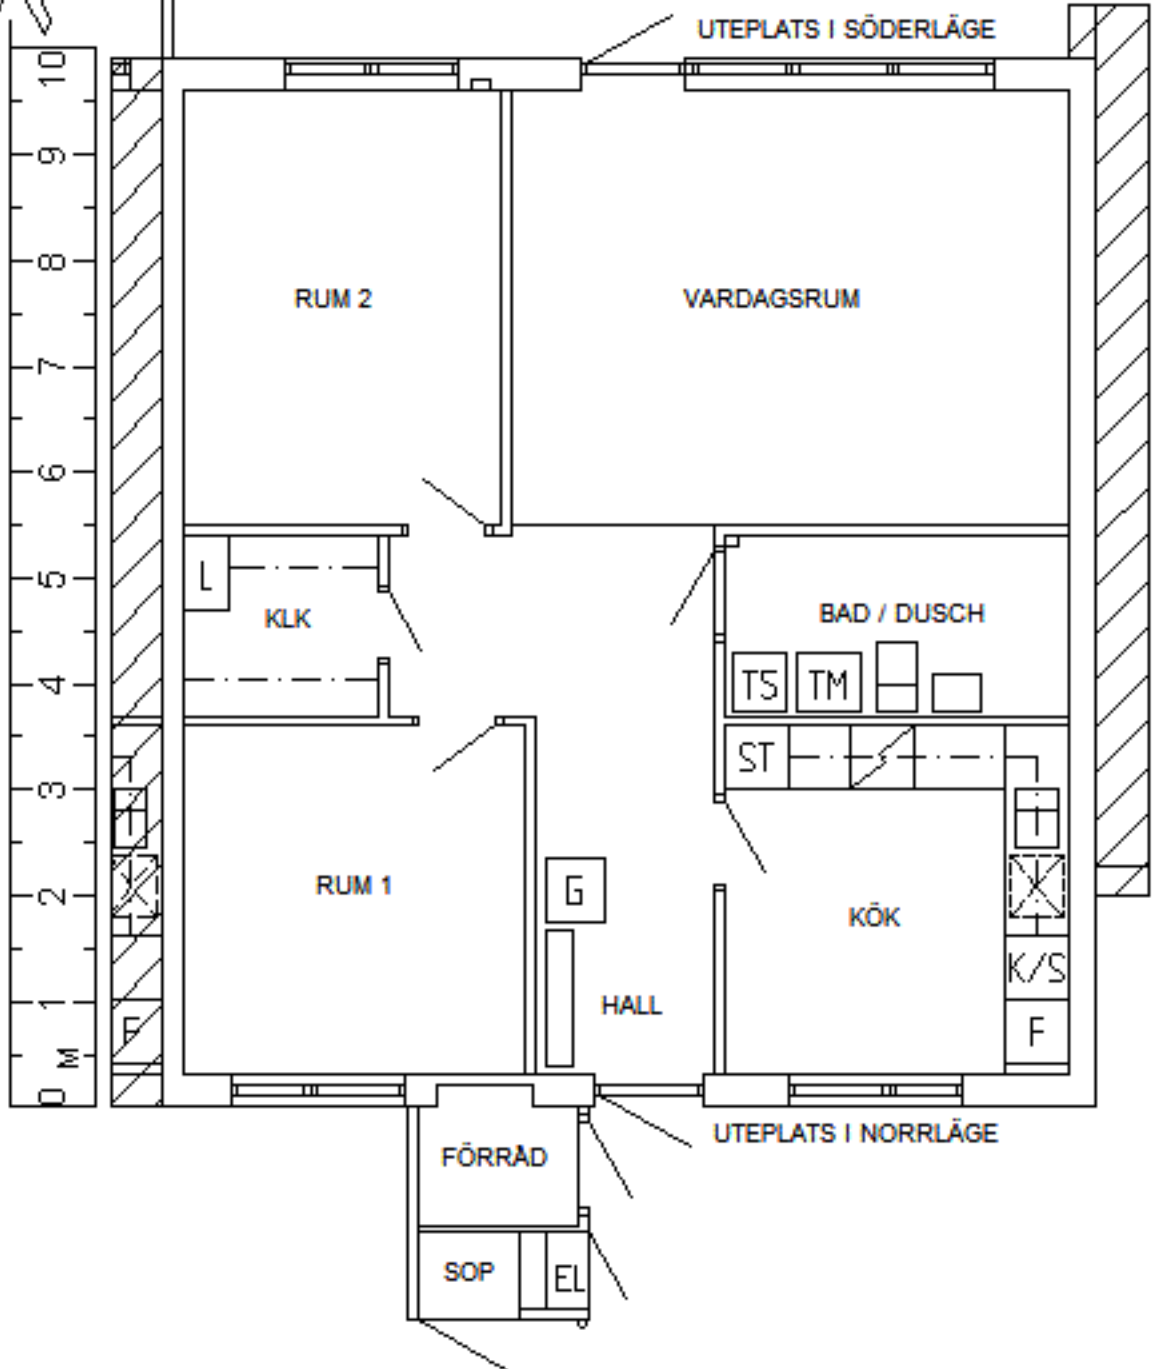 UTEPLATS I SÖDERLÄGE
10
9
8
7
6
5
4
3
2
1
0
M
RUM 2
VARDAGSRUM
L
KLK
BAD / DUSCH
TS
TM
ST
RUM 1
G
KÖK
K/S
HALL
F
F
UTEPLATS I NORRLÄGE
FÖRRÅD
SOP
EL